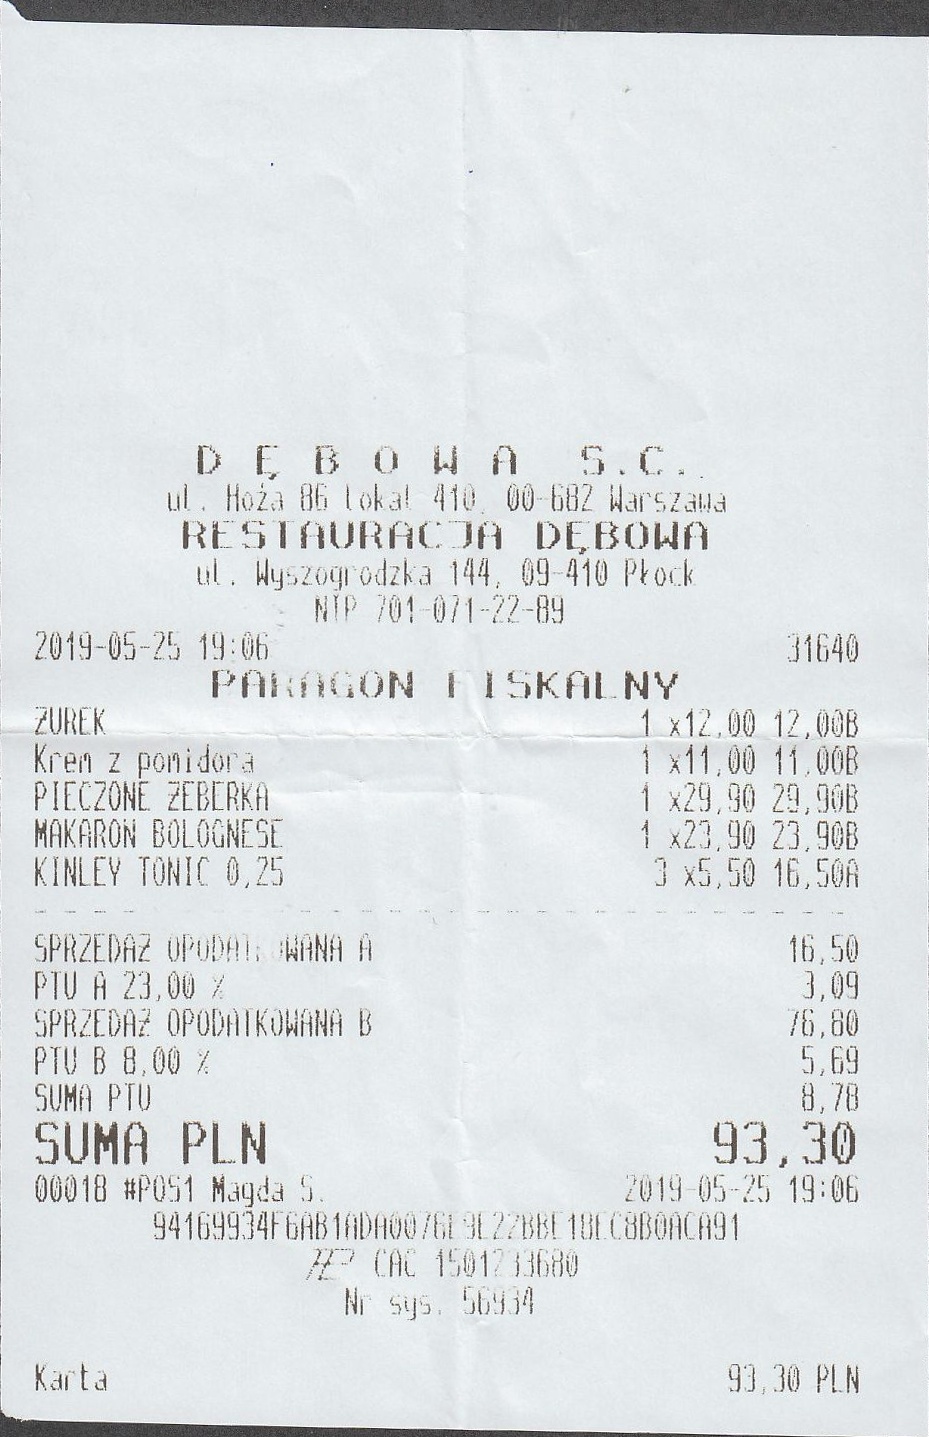 DĘBOWA S.C.
ul. Hoża 86 lokal 410, 00-682 Warszawa
RESTAURACJA DĘBOWA
ul. Wyszogrodzka 144, 09-410 Płock
NIP 701-071-22-89
2019-05-25 19:06 31640
PARAGON FISKALNY
ŻUREK 1 x12,00 12,00B
Krem z pomidora 1 x11,00 11,00B
PIECZONE ŻEBERKA 1 x29,90 29,90B
MAKARON BOLOGNESE 1 x23,90 23,90B
KINLEY TONIC 0,25 3 x5,50 16,50A
SPRZEDAŻ OPODATKOWANA A 16,50
PTU A 23,00 % 3,09
SPRZEDAŻ OPODATKOWANA B 76,80
PTU B 8,00 % 5,69
SUMA PTU 8,78
SUMA PLN 93,30
00018 #POS1 Magda S. 2019-05-25 19:06
CAC 1501233680
Nr sys. 56934
Karta 93,30 PLN